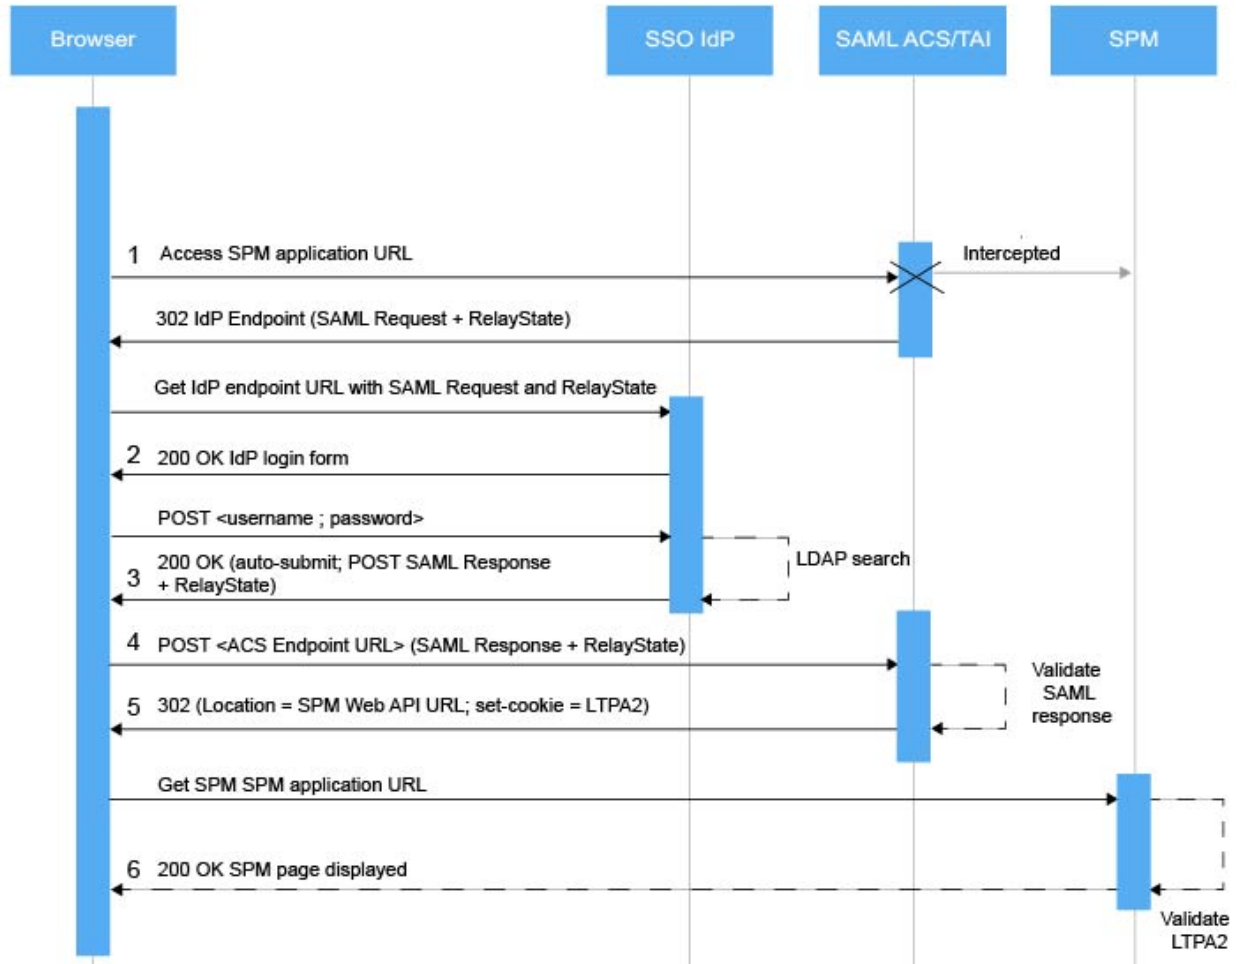 Browser
SSO IdP
SAML ACS/TAI
SPM
1 Access SPM application URL
Intercepted
302 IdP Endpoint (SAML Request + RelayState)
Get IdP endpoint URL with SAML Request and RelayState
2 200 OK IdP login form
POST <username ; password>
LDAP search
3 200 OK (auto-submit; POST SAML Response
+ RelayState)
4 POST <ACS Endpoint URL> (SAML Response + RelayState)
Validate
SAML
response
5 302 (Location = SPM Web API URL; set-cookie = LTPA2)
Get SPM SPM application URL
6 200 OK SPM page displayed
Validate
LTPA2